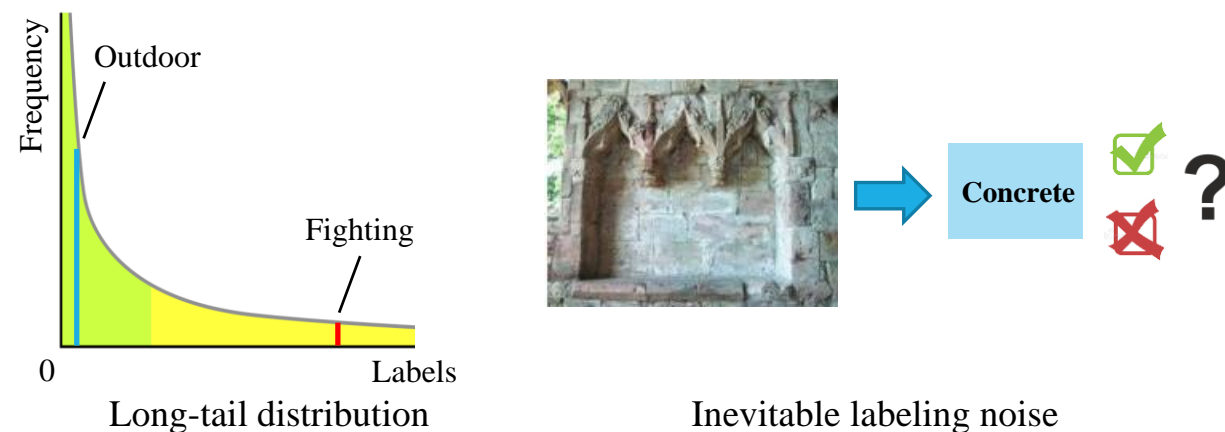 Frequency
Outdoor
Fighting
0
Labels
Long-tail distribution
Concrete
?
Inevitable labeling noise